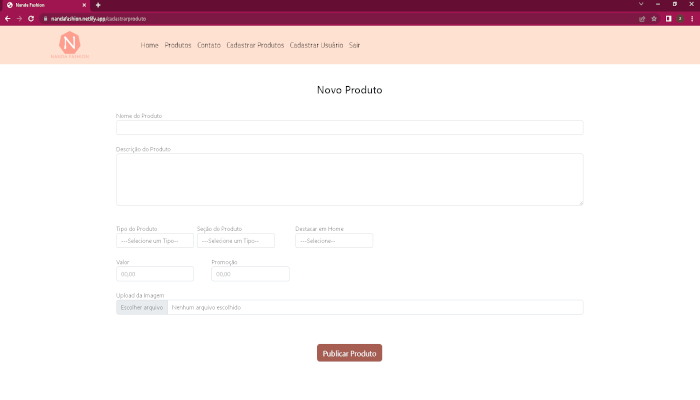 Nanda Fashion
nandafashion.netlify.app/cadastrarproduto
N
NANDA FASHION
Home Produtos Contato Cadastrar Produtos Cadastrar Usuário Sair
Novo Produto
Nome do Produto
Descrição do Produto
Tipo do Produto Seção do Produto Destacar em Home
---Selecione um Tipo-- ---Selecione um Tipo-- ---Selecione--
Valor Promoção
00,00 00,00
Upload da Imagem
Escolher arquivo Nenhum arquivo escolhido
Publicar Produto